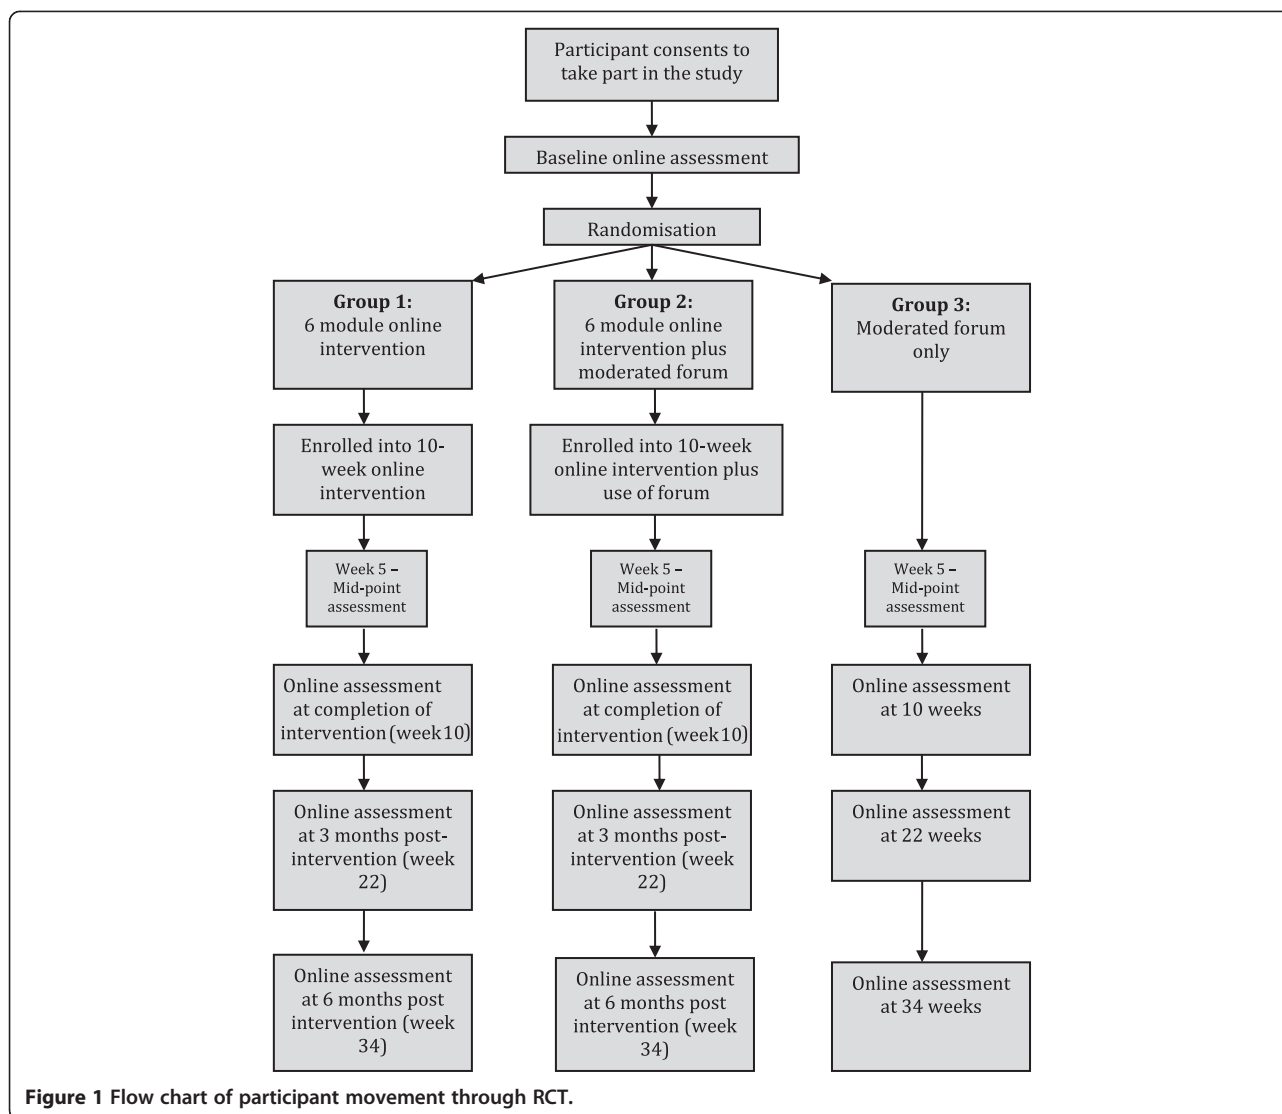 Participant consents to
take part in the study
Baseline online assessment
Randomisation
Group 1:
6 module online
intervention
Group 2:
6 module online
intervention plus
moderated forum
Group 3:
Moderated forum
only
Enrolled into 10-
week online
intervention
Enrolled into 10-week
online intervention plus
use of forum
Week 5 –
Mid-point
assessment
Week 5 –
Mid-point
assessment
Week 5 –
Mid-point
assessment
Online assessment
at completion of
intervention (week 10)
Online assessment
at completion of
intervention (week 10)
Online assessment
at 10 weeks
Online assessment
at 3 months post-
intervention (week
22)
Online assessment
at 3 months post-
intervention (week
22)
Online assessment
at 22 weeks
Online assessment
at 6 months post
intervention (week
34)
Online assessment
at 6 months post
intervention (week
34)
Online assessment
at 34 weeks
Figure 1 Flow chart of participant movement through RCT.